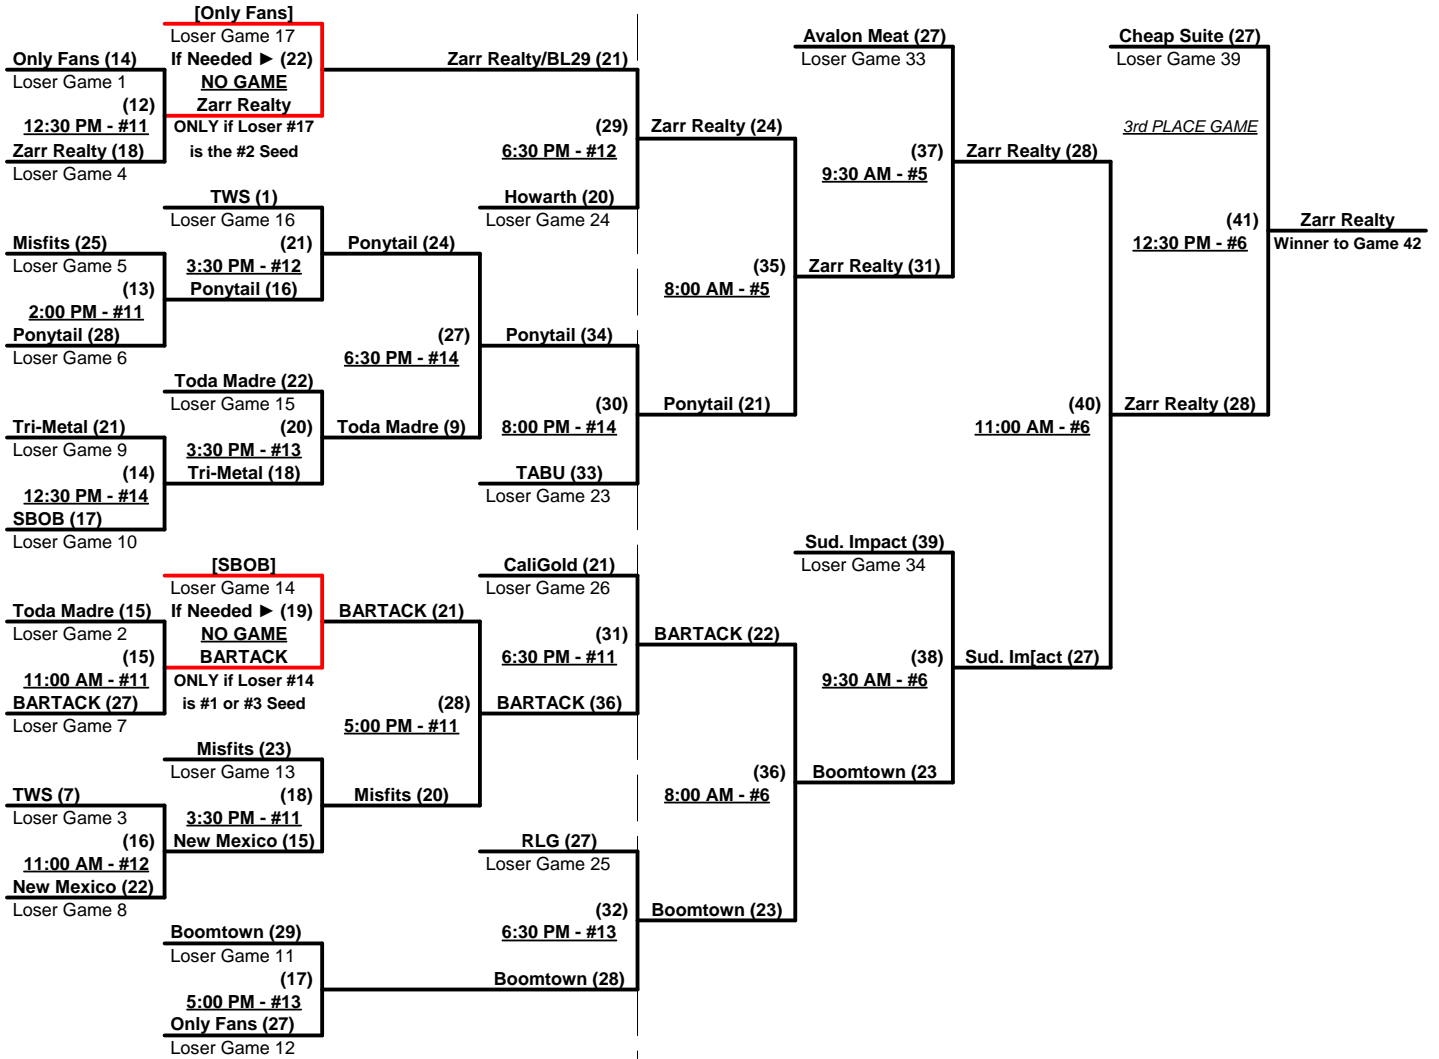 [Only Fans]
Loser Game 17
Only Fans (14)
If Needed ► (22)
Zarr Realty/BL29 (21)
Avalon Meat (27)
Cheap Suite (27)
Loser Game 1
NO GAME
Loser Game 33
Loser Game 39
(12)
Zarr Realty
12:30 PM - #11
ONLY if Loser #17
(29)
Zarr Realty (24)
3rd PLACE GAME
Zarr Realty (18)
is the #2 Seed
6:30 PM - #12
(37)
Zarr Realty (28)
Loser Game 4
9:30 AM - #5
TWS (1)
Howarth (20)
Loser Game 16
Loser Game 24
(41)
Zarr Realty
Misfits (25)
(21)
Ponytail (24)
12:30 PM - #6
Winner to Game 42
Loser Game 5
3:30 PM - #12
(35)
Zarr Realty (31)
(13)
Ponytail (16)
8:00 AM - #5
2:00 PM - #11
Ponytail (28)
(27)
Ponytail (34)
Loser Game 6
6:30 PM - #14
Toda Madre (22)
Loser Game 15
(30)
Ponytail (21)
(40)
Zarr Realty (28)
Tri-Metal (21)
(20)
Toda Madre (9)
8:00 PM - #14
11:00 AM - #6
Loser Game 9
3:30 PM - #13
(14)
Tri-Metal (18)
TABU (33)
12:30 PM - #14
Loser Game 23
SBOB (17)
Loser Game 10
Sud. Impact (39)
[SBOB]
CaliGold (21)
Loser Game 34
Loser Game 14
Loser Game 26
Toda Madre (15)
If Needed ► (19)
BARTACK (21)
Loser Game 2
NO GAME
(31)
BARTACK (22)
(15)
BARTACK
6:30 PM - #11
(38)
Sud. Im[act (27)
11:00 AM - #11
ONLY if Loser #14
9:30 AM - #6
BARTACK (27)
is #1 or #3 Seed
(28)
BARTACK (36)
Loser Game 7
5:00 PM - #11
Misfits (23)
Loser Game 13
(36)
Boomtown (23
TWS (7)
(18)
Misfits (20)
8:00 AM - #6
Loser Game 3
3:30 PM - #11
(16)
New Mexico (15)
RLG (27)
11:00 AM - #12
Loser Game 25
New Mexico (22)
Loser Game 8
(32)
Boomtown (23)
Boomtown (29)
6:30 PM - #13
Loser Game 11
(17)
Boomtown (28)
5:00 PM - #13
Only Fans (27)
Loser Game 12